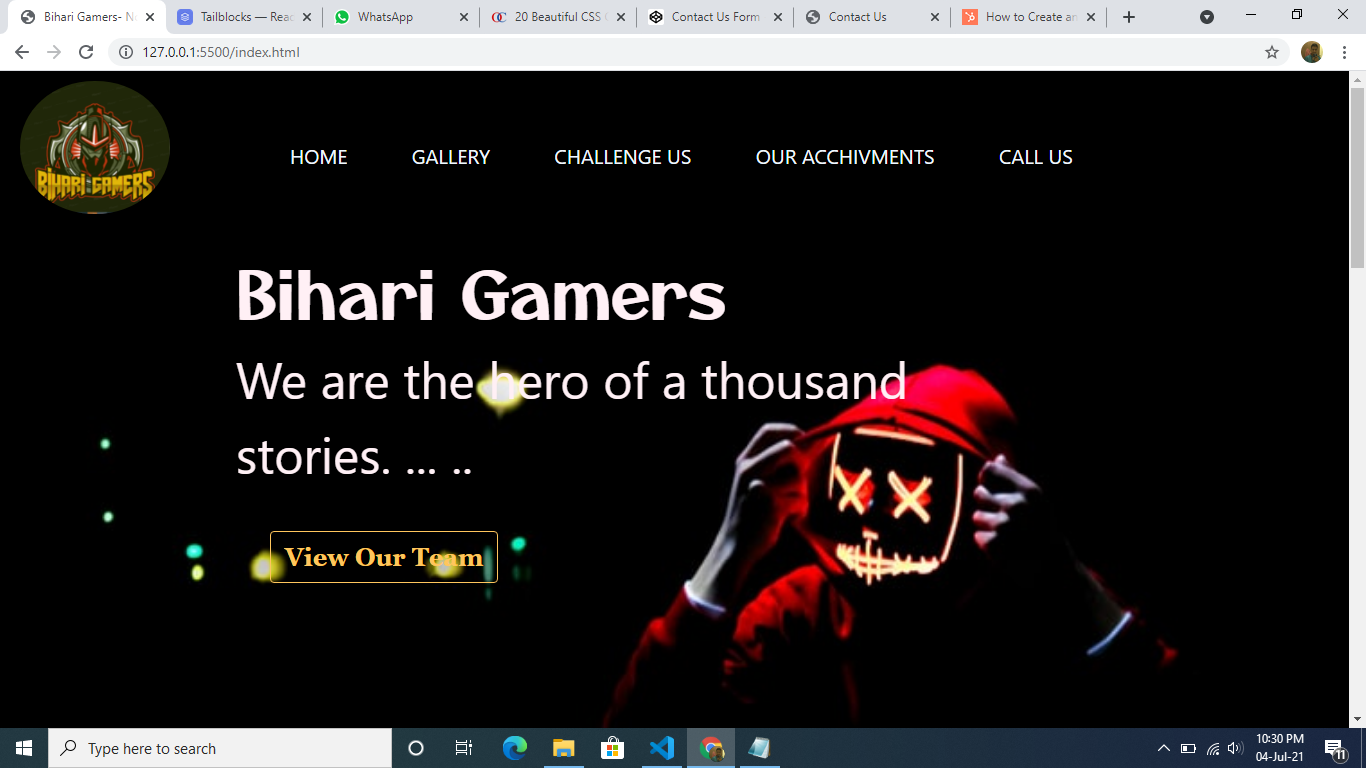 Bihari Gamers- N
Tailblocks — Reac
WhatsApp
20 Beautiful CSS
Contact Us Form
Contact Us
How to Create an
127.0.0.1:5500/index.html
BIHARI GAMERS
HOME GALLERY CHALLENGE US OUR ACCHIVMENTS CALL US
Bihari Gamers
We are the hero of a thousand
stories. ... ..
View Our Team
Type here to search
10:30 PM
04-Jul-21
11